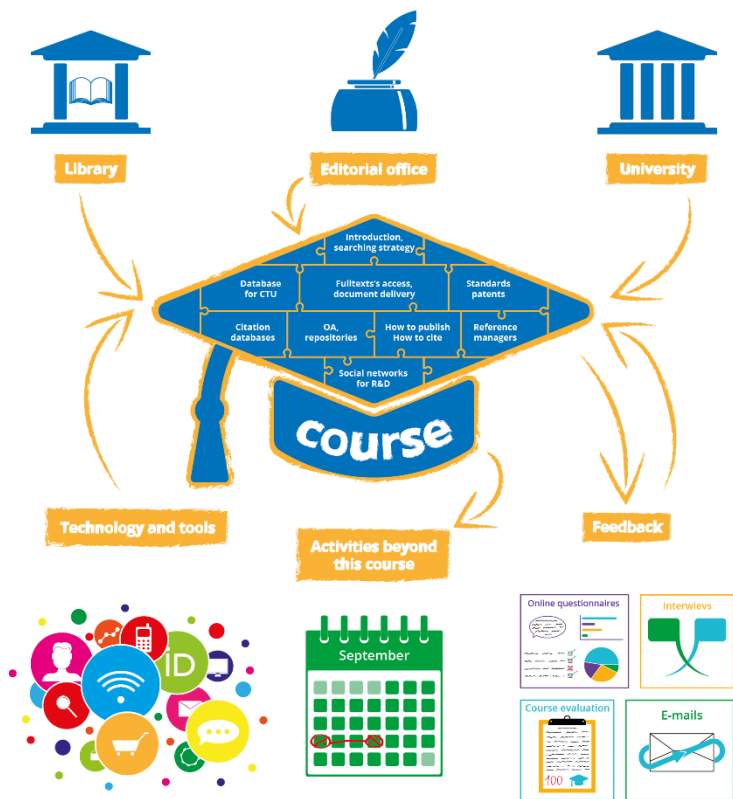 Library
Editorial office
University
Introduction,
searching strategy
Database
for CTU
Fulltexts's access,
document delivery
Standards
patents
Citation
databases
OA,
repositories
How to publish
How to cite
Reference
managers
Social networks
for R&D
course
Technology and tools
Activities beyond
this course
Feedback
iD
September
Online questionnaires
Interwievs
Course evaluation
100
E-mails